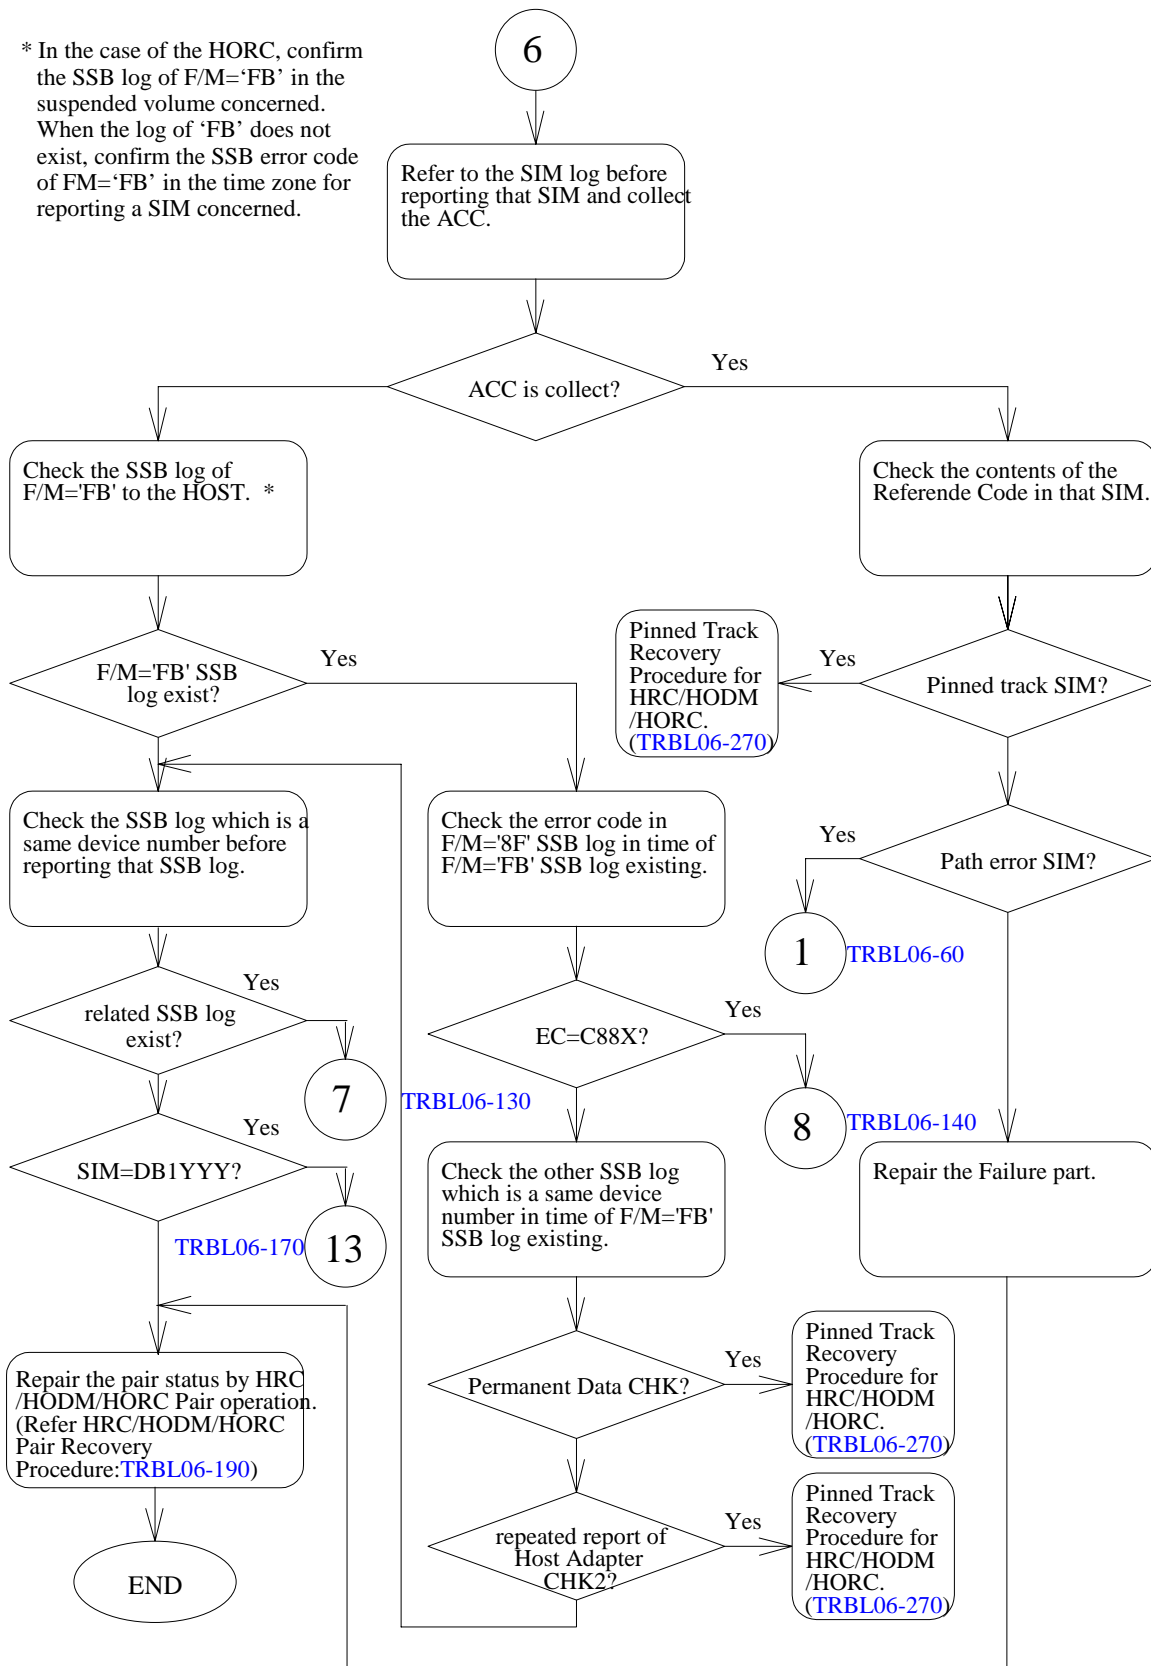 * In the case of the HORC, confirm
the SSB log of F/M=‘FB’ in the
suspended volume concerned.
When the log of ‘FB’ does not
exist, confirm the SSB error code
of FM=‘FB’ in the time zone for
reporting a SIM concerned.
6
Refer to the SIM log before
reporting that SIM and collect
the ACC.
ACC is collect?
Yes
Check the SSB log of
F/M='FB' to the HOST. *
Check the contents of the
Referende Code in that SIM.
F/M='FB' SSB
log exist?
Yes
Pinned Track
Recovery
Procedure for
HRC/HODM
/HORC.
(TRBL06-270)
Yes
Pinned track SIM?
Check the SSB log which is a
same device number before
reporting that SSB log.
Check the error code in
F/M='8F' SSB log in time of
F/M='FB' SSB log existing.
Yes
Path error SIM?
1
TRBL06-60
related SSB log
exist?
Yes
7
TRBL06-130
EC=C88X?
Yes
8
TRBL06-140
SIM=DB1YYY?
Yes
TRBL06-170
13
Check the other SSB log
which is a same device
number in time of F/M='FB'
SSB log existing.
Repair the Failure part.
Repair the pair status by HRC
/HODM/HORC Pair operation.
(Refer HRC/HODM/HORC
Pair Recovery
Procedure:TRBL06-190)
Permanent Data CHK?
Yes
Pinned Track
Recovery
Procedure for
HRC/HODM
/HORC.
(TRBL06-270)
END
repeated report of
Host Adapter
CHK2?
Yes
Pinned Track
Recovery
Procedure for
HRC/HODM
/HORC.
(TRBL06-270)